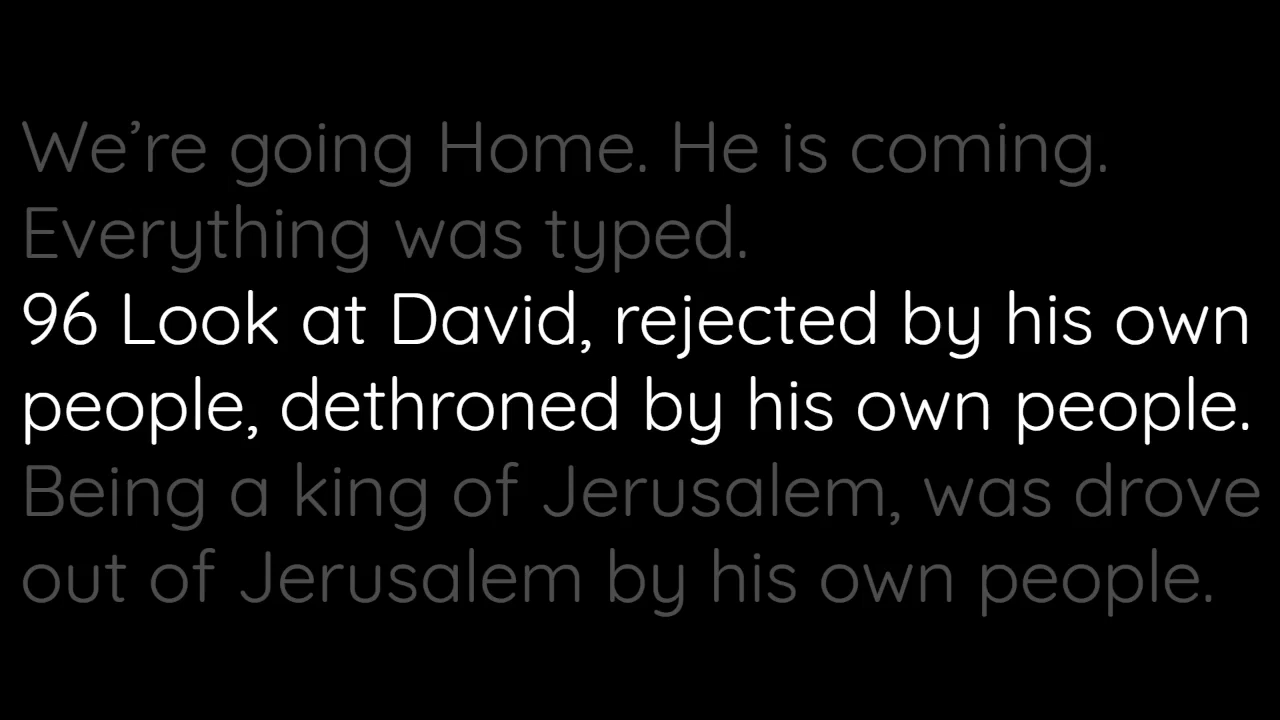 We’re going Home. He is coming.
Everything was typed.
96 Look at David, rejected by his own
people, dethroned by his own people.
Being a king of Jerusalem, was drove
out of Jerusalem by his own people.